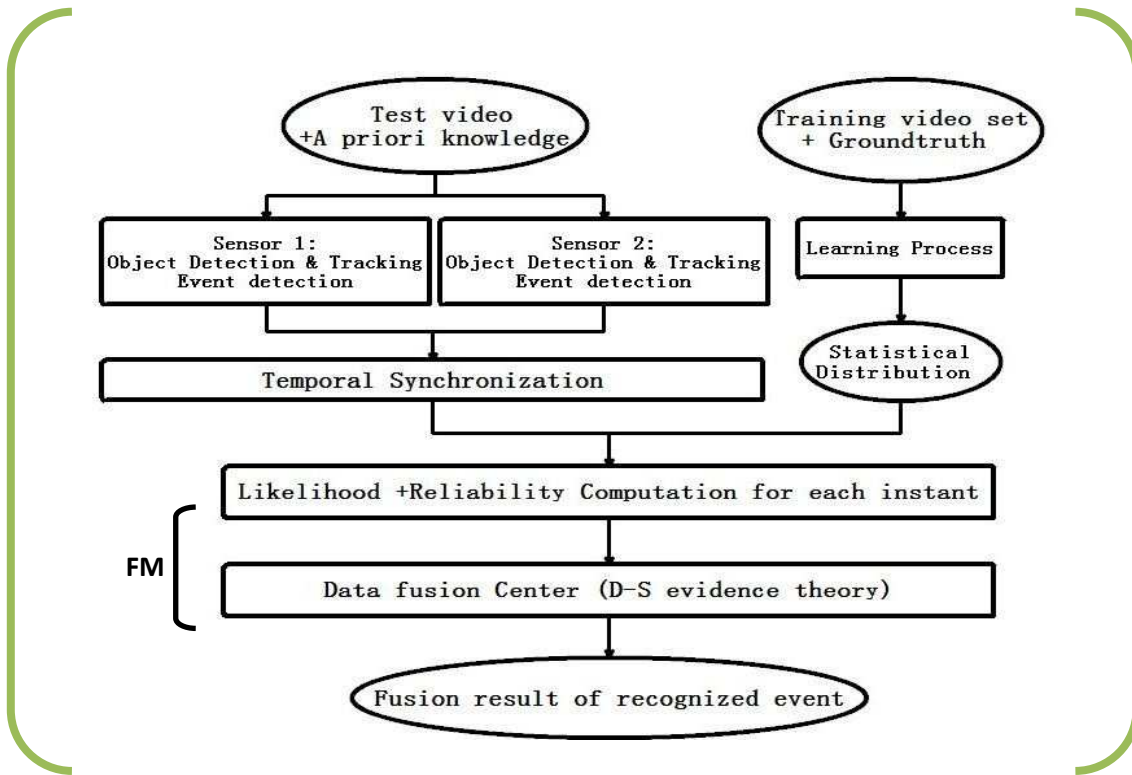 Test video
+A priori knowledge
Training video set
+ Groundtruth
Sensor 1:
Object Detection & Tracking
Event detection
Sensor 2:
Object Detection & Tracking
Event detection
Learning Process
Temporal Synchronization
Statistical
Distribution
Likelihood +Reliability Computation for each instant
FM
Data fusion Center (D-S evidence theory)
Fusion result of recognized event